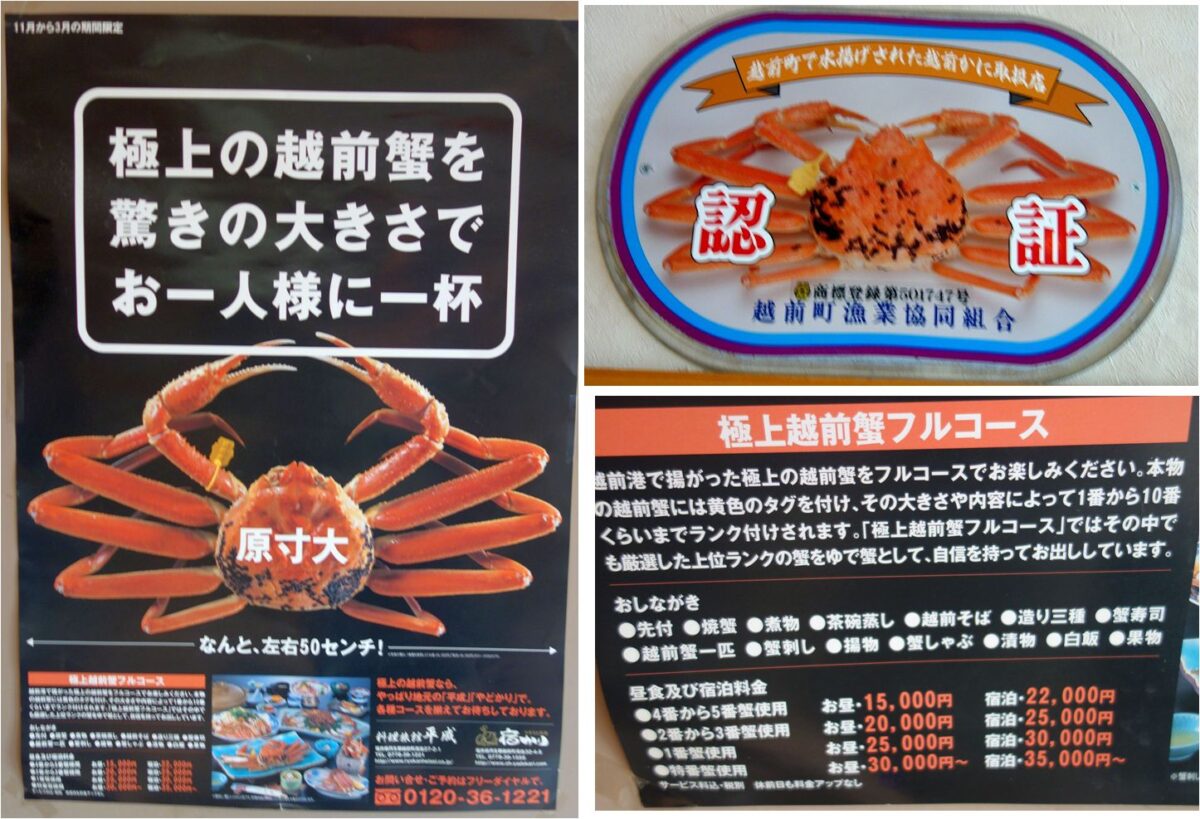 11月から3月の期間限定
極上の越前蟹を
驚きの大きさで
お一人様に一杯
原寸大
なんと、左右50センチ!
極上越前蟹フルコース
極上の越前蟹なら、
やっぱり地元の「平成」「やどかり」で、
各種コースを揃えてお待ちしております。
料理旅館 平成
お問い合せ・ご予約はフリーダイヤルで、
0120-36-1221
越前町で水揚げされた越前かに取扱店
認証
商標登録第501747号
越前町漁業協同組合
極上越前蟹フルコース
越前港で揚がった極上の越前蟹をフルコースでお楽しみください。本物
の越前蟹には黄色のタグを付け、その大きさや内容によって1番から10番
くらいまでランク付けされます。「極上越前蟹フルコース」ではその中で
も厳選した上位ランクの蟹をゆで蟹として、自信を持ってお出ししています。
おしながき
●先付 ●焼蟹 ●煮物 ●茶碗蒸し ●越前そば ●造り三種 ●蟹寿司
●越前蟹一匹 ●蟹刺し ●揚物 ●蟹しゃぶ ●漬物 ●白飯 ●果物
昼食及び宿泊料金
●4番から5番蟹使用 お昼・15,000円 宿泊・22,000円
●2番から3番蟹使用 お昼・20,000円 宿泊・25,000円
●1番蟹使用 お昼・25,000円 宿泊・30,000円
●特番蟹使用 お昼・30,000円〜 宿泊・35,000円〜
サービス料込・税別 休前日も料金アップなし
※蟹刺し